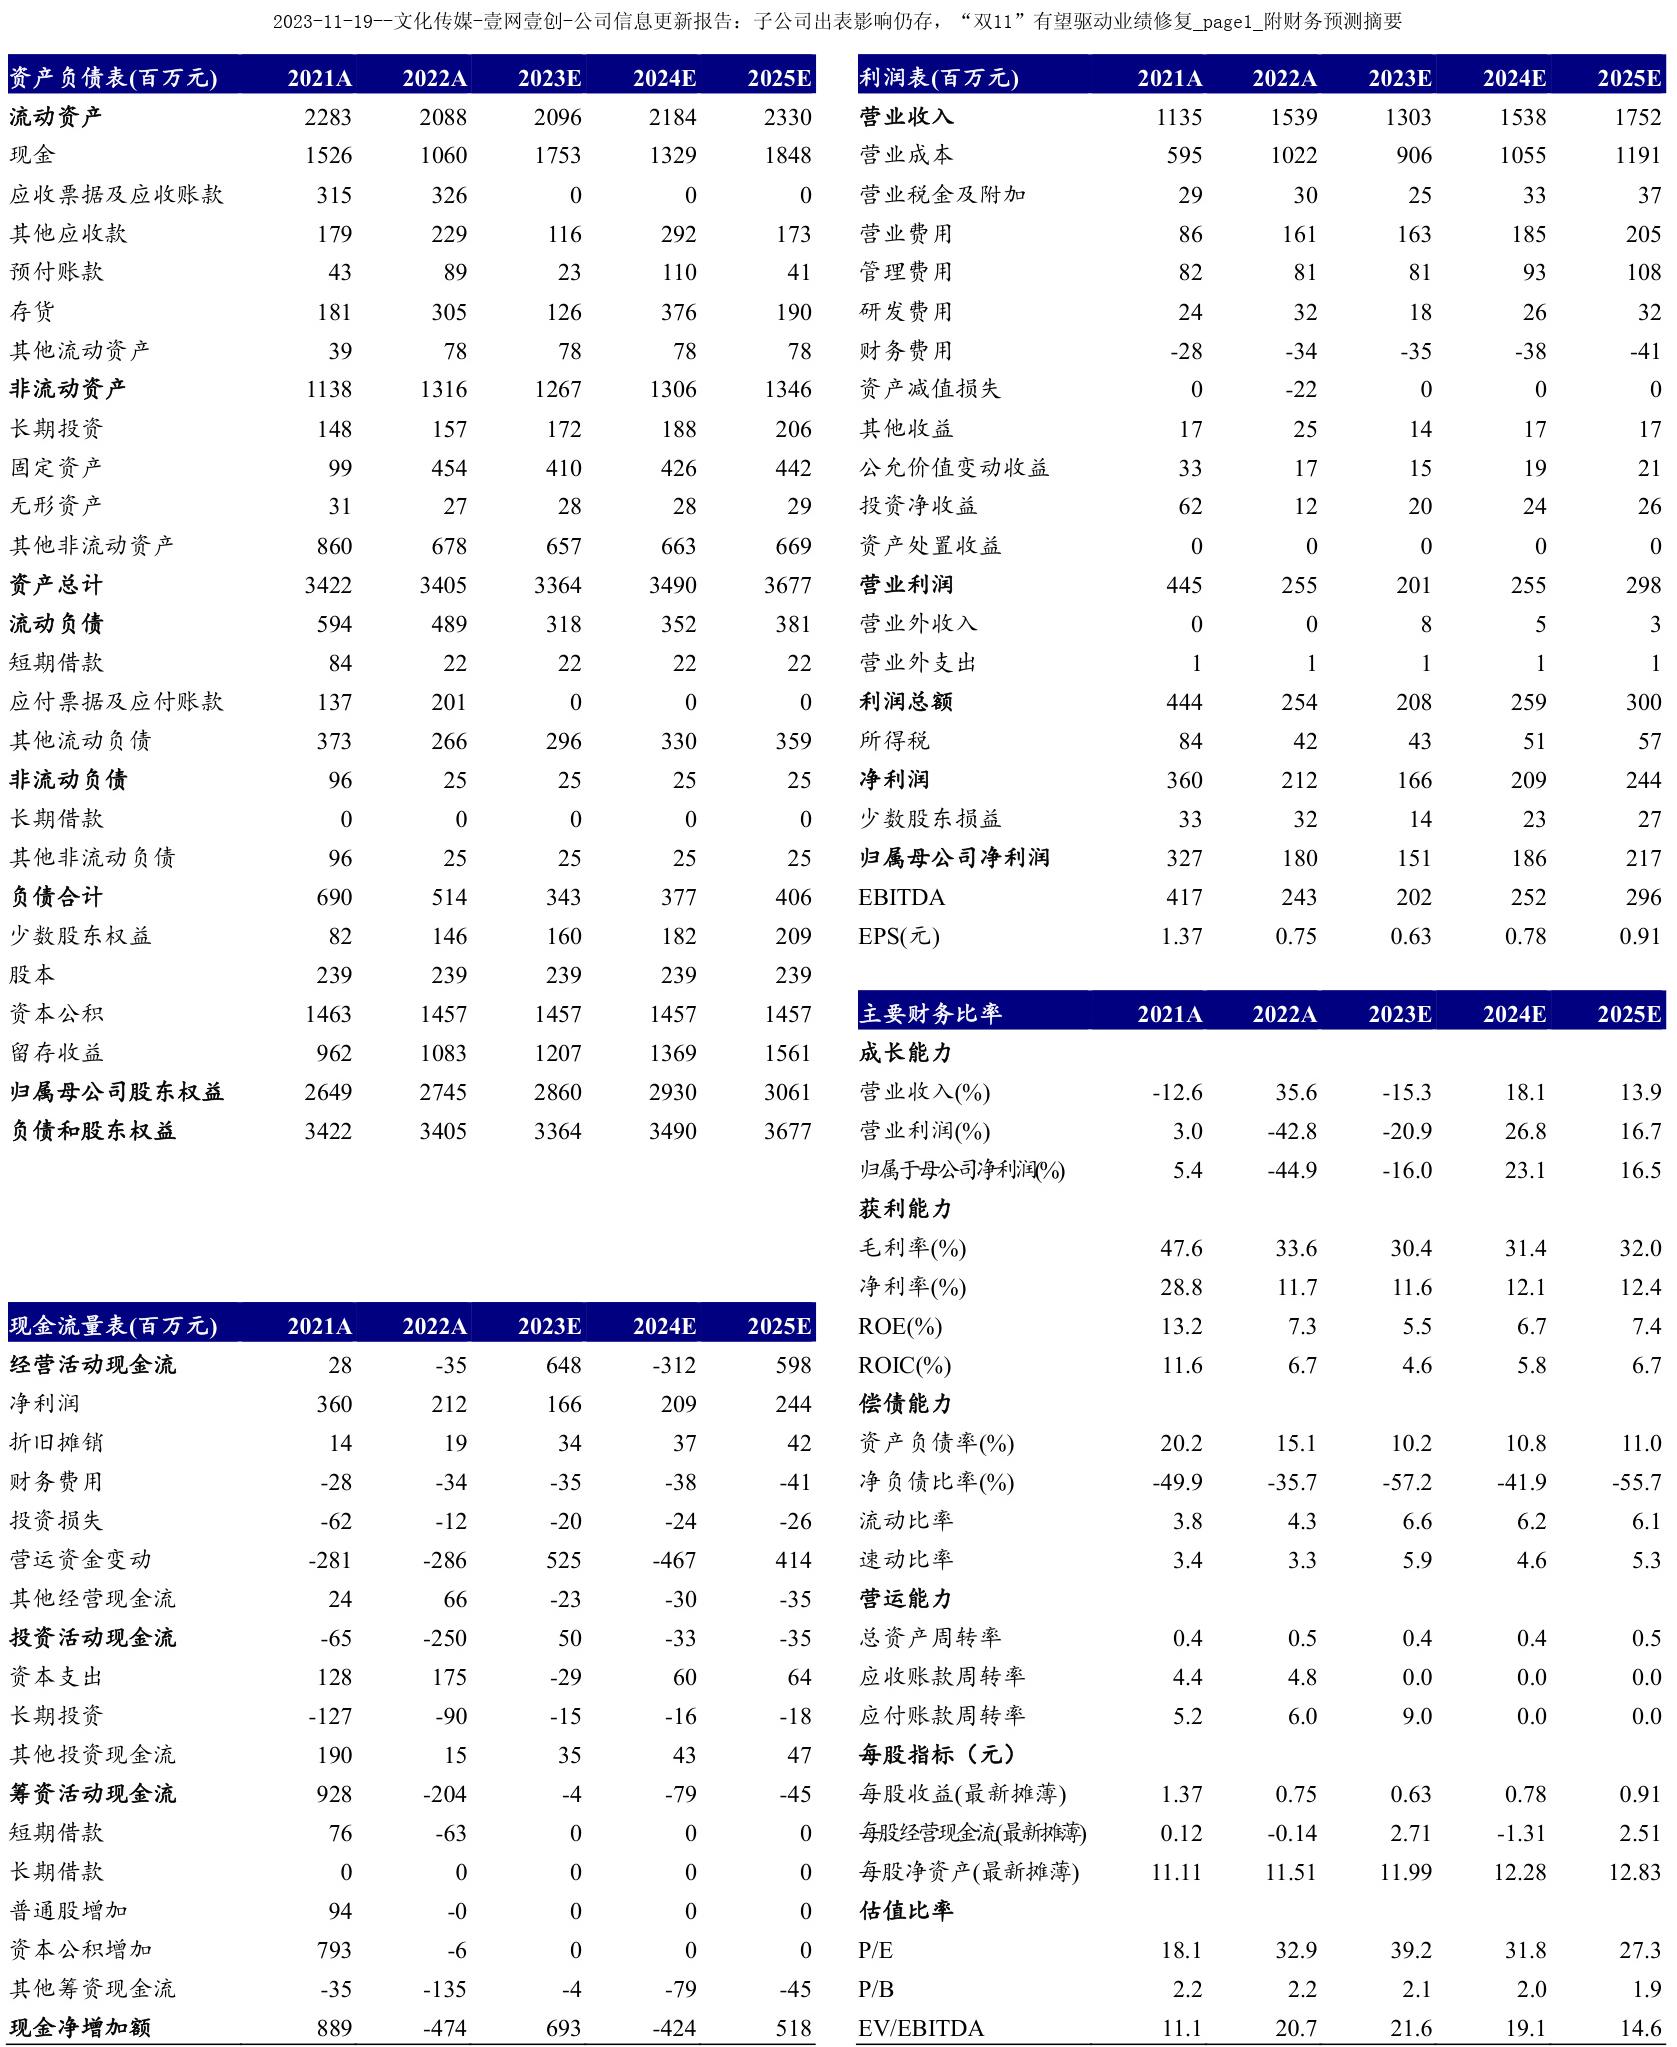 2023-11-19--文化传媒-壹网壹创-公司信息更新报告：子公司出表影响仍存，“双11”有望驱动业绩修复_page1_附财务预测摘要
资产负债表(百万元) 2021A 2022A 2023E 2024E 2025E
流动资产 2283 2088 2096 2184 2330
现金 1526 1060 1753 1329 1848
应收票据及应收账款 315 326 0 0 0
其他应收款 179 229 116 292 173
预付账款 43 89 23 110 41
存货 181 305 126 376 190
其他流动资产 39 78 78 78 78
非流动资产 1138 1316 1267 1306 1346
长期投资 148 157 172 188 206
固定资产 99 454 410 426 442
无形资产 31 27 28 28 29
其他非流动资产 860 678 657 663 669
资产总计 3422 3405 3364 3490 3677
流动负债 594 489 318 352 381
短期借款 84 22 22 22 22
应付票据及应付账款 137 201 0 0 0
其他流动负债 373 266 296 330 359
非流动负债 96 25 25 25 25
长期借款 0 0 0 0 0
其他非流动负债 96 25 25 25 25
负债合计 690 514 343 377 406
少数股东权益 82 146 160 182 209
股本 239 239 239 239 239
资本公积 1463 1457 1457 1457 1457
留存收益 962 1083 1207 1369 1561
归属母公司股东权益 2649 2745 2860 2930 3061
负债和股东权益 3422 3405 3364 3490 3677
现金流量表(百万元) 2021A 2022A 2023E 2024E 2025E
经营活动现金流 28 -35 648 -312 598
净利润 360 212 166 209 244
折旧摊销 14 19 34 37 42
财务费用 -28 -34 -35 -38 -41
投资损失 -62 -12 -20 -24 -26
营运资金变动 -281 -286 525 -467 414
其他经营现金流 24 66 -23 -30 -35
投资活动现金流 -65 -250 50 -33 -35
资本支出 128 175 -29 60 64
长期投资 -127 -90 -15 -16 -18
其他投资现金流 190 15 35 43 47
筹资活动现金流 928 -204 -4 -79 -45
短期借款 76 -63 0 0 0
长期借款 0 0 0 0 0
普通股增加 94 -0 0 0 0
资本公积增加 793 -6 0 0 0
其他筹资现金流 -35 -135 -4 -79 -45
现金净增加额 889 -474 693 -424 518
利润表(百万元) 2021A 2022A 2023E 2024E 2025E
营业收入 1135 1539 1303 1538 1752
营业成本 595 1022 906 1055 1191
营业税金及附加 29 30 25 33 37
营业费用 86 161 163 185 205
管理费用 82 81 81 93 108
研发费用 24 32 18 26 32
财务费用 -28 -34 -35 -38 -41
资产减值损失 0 -22 0 0 0
其他收益 17 25 14 17 17
公允价值变动收益 33 17 15 19 21
投资净收益 62 12 20 24 26
资产处置收益 0 0 0 0 0
营业利润 445 255 201 255 298
营业外收入 0 0 8 5 3
营业外支出 1 1 1 1 1
利润总额 444 254 208 259 300
所得税 84 42 43 51 57
净利润 360 212 166 209 244
少数股东损益 33 32 14 23 27
归属母公司净利润 327 180 151 186 217
EBITDA 417 243 202 252 296
EPS(元) 1.37 0.75 0.63 0.78 0.91
主要财务比率 2021A 2022A 2023E 2024E 2025E
成长能力
营业收入(%) -12.6 35.6 -15.3 18.1 13.9
营业利润(%) 3.0 -42.8 -20.9 26.8 16.7
归属于母公司净利润(%) 5.4 -44.9 -16.0 23.1 16.5
获利能力
毛利率(%) 47.6 33.6 30.4 31.4 32.0
净利率(%) 28.8 11.7 11.6 12.1 12.4
ROE(%) 13.2 7.3 5.5 6.7 7.4
ROIC(%) 11.6 6.7 4.6 5.8 6.7
偿债能力
资产负债率(%) 20.2 15.1 10.2 10.8 11.0
净负债比率(%) -49.9 -35.7 -57.2 -41.9 -55.7
流动比率 3.8 4.3 6.6 6.2 6.1
速动比率 3.4 3.3 5.9 4.6 5.3
营运能力
总资产周转率 0.4 0.5 0.4 0.4 0.5
应收账款周转率 4.4 4.8 0.0 0.0 0.0
应付账款周转率 5.2 6.0 9.0 0.0 0.0
每股指标（元）
每股收益(最新摊薄) 1.37 0.75 0.63 0.78 0.91
每股经营现金流(最新摊薄) 0.12 -0.14 2.71 -1.31 2.51
每股净资产(最新摊薄) 11.11 11.51 11.99 12.28 12.83
估值比率
P/E 18.1 32.9 39.2 31.8 27.3
P/B 2.2 2.2 2.1 2.0 1.9
EV/EBITDA 11.1 20.7 21.6 19.1 14.6